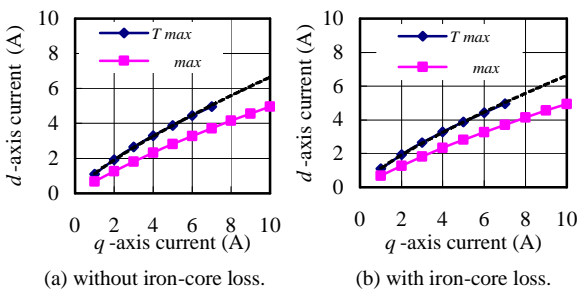 10
8
6
4
2
0
0 2 4 6 8 10
d -axis current (A)
q -axis current (A)
T max
max
(a) without iron-core loss.
10
8
6
4
2
0
0 2 4 6 8 10
d -axis current (A)
q -axis current (A)
T max
max
(b) with iron-core loss.